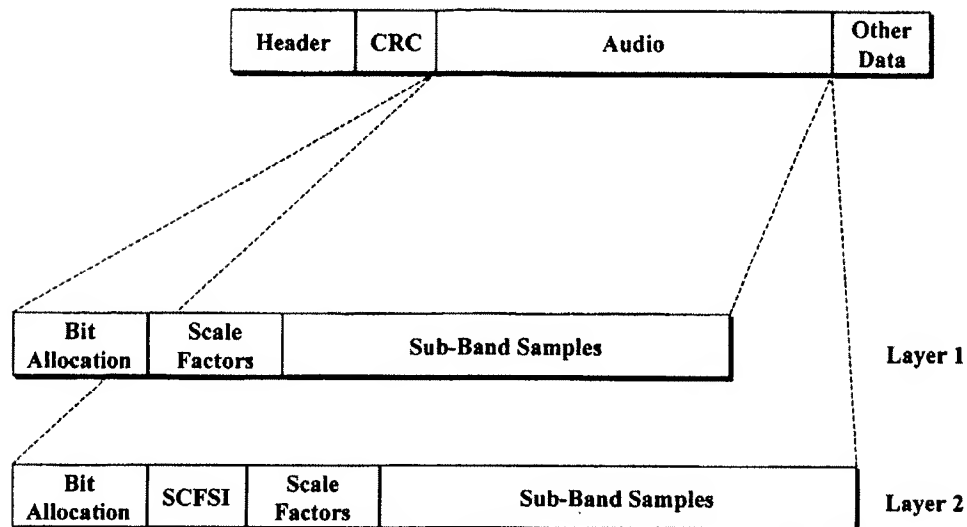 Header CRC Audio Other Data
Bit Allocation Scale Factors Sub-Band Samples Layer 1
Bit Allocation SCFSI Scale Factors Sub-Band Samples Layer 2